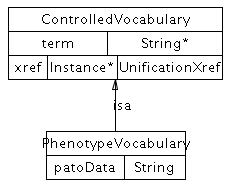 ControlledVocabulary
term String*
xref Instance* UnificationXref
isa
PhenotypeVocabulary
patoData String